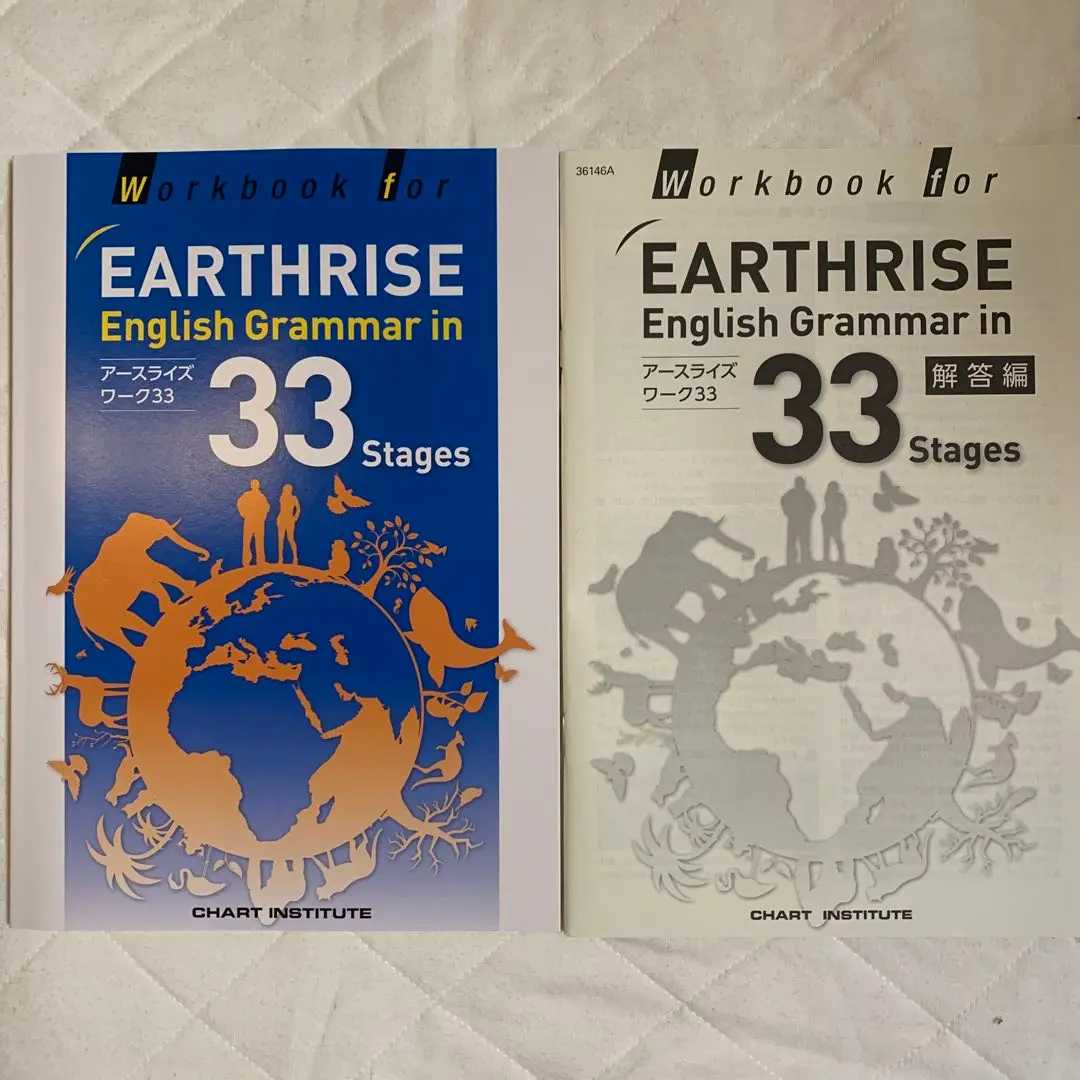 Workbook for
EARTHRISE
English Grammar in
アースライズ
ワーク33
33
Stages
CHART INSTITUTE
36146A
Workbook for
EARTHRISE
English Grammar in
アースライズ
ワーク33
33
解答編
Stages
CHART INSTITUTE